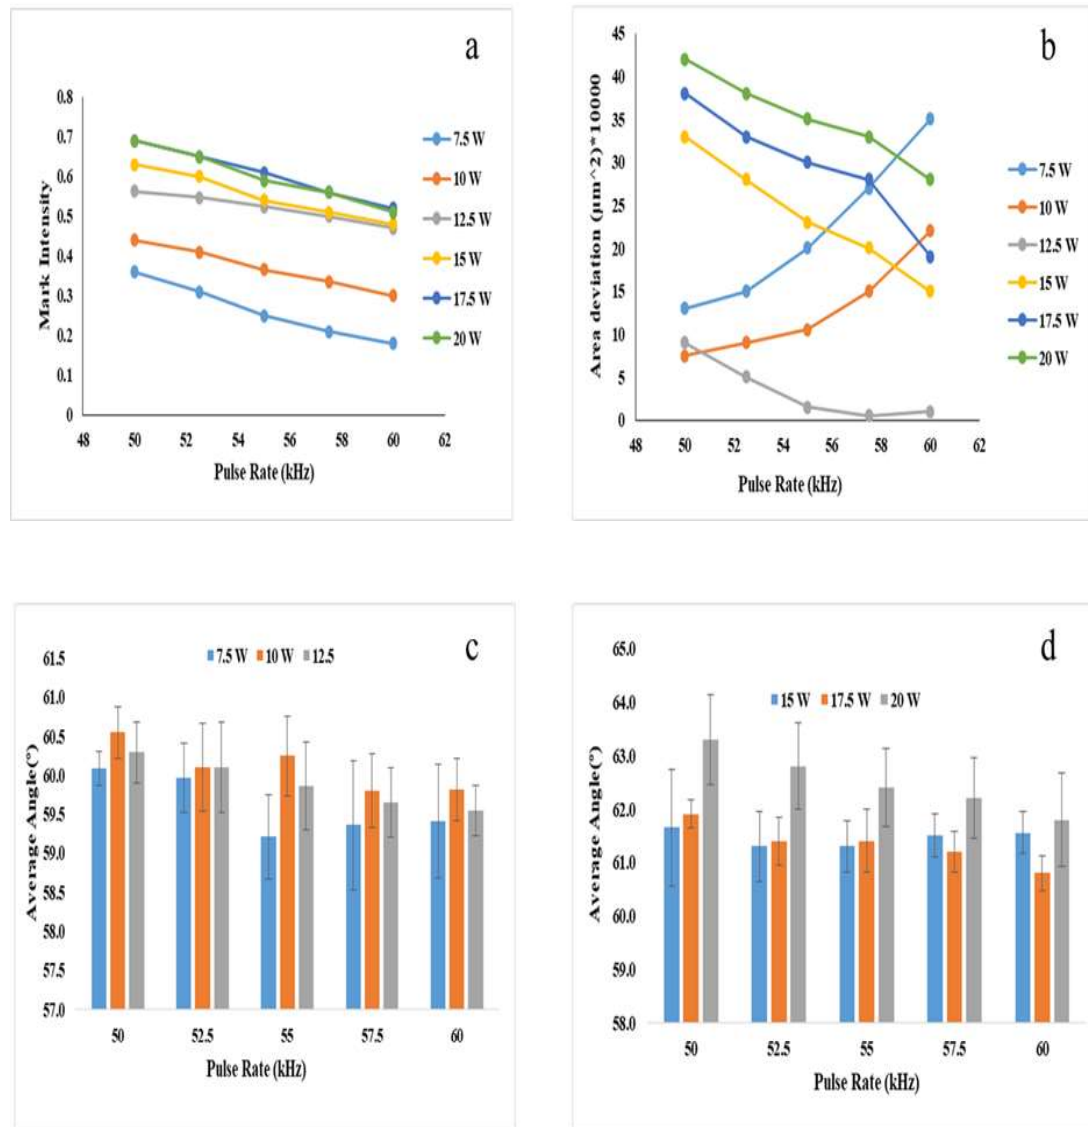 a
0.8
0.7
0.6
0.5
0.4
0.3
0.2
0.1
0
Mark Intensity
48 50 52 54 56 58 60 62
Pulse Rate (kHz)
7.5 W
10 W
12.5 W
15 W
17.5 W
20 W
b
45
40
35
30
25
20
15
10
5
0
Area deviation (µm^2)*10000
48 50 52 54 56 58 60 62
Pulse Rate (kHz)
7.5 W
10 W
12.5 W
15 W
17.5 W
20 W
c
7.5 W 10 W 12.5
61.5
61.0
60.5
60.0
59.5
59.0
58.5
58.0
57.5
57.0
Average Angle(°)
50 52.5 55 57.5 60
Pulse Rate (kHz)
d
15 W 17.5 W 20 W
65.0
64.0
63.0
62.0
61.0
60.0
59.0
58.0
Average Angle(°)
50 52.5 55 57.5 60
Pulse Rate (kHz)